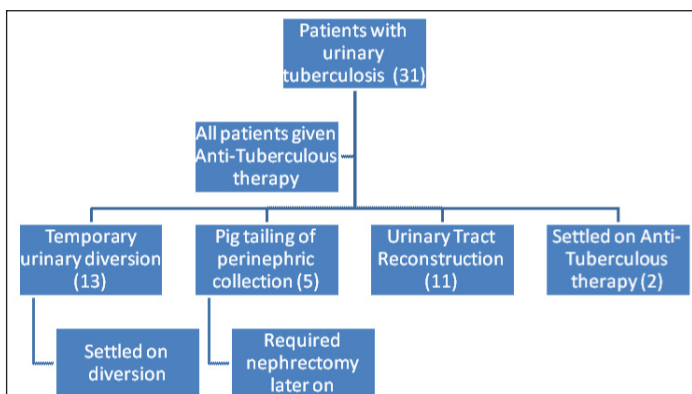 Patients with
urinary
tuberculosis (31)
All patients given
Anti-Tuberculous
therapy
Temporary
urinary diversion
(13)
Pig tailing of
perinephric
collection (5)
Urinary Tract
Reconstruction
(11)
Settled on Anti-
Tuberculous
therapy (2)
Settled on
diversion
Required
nephrectomy
later on